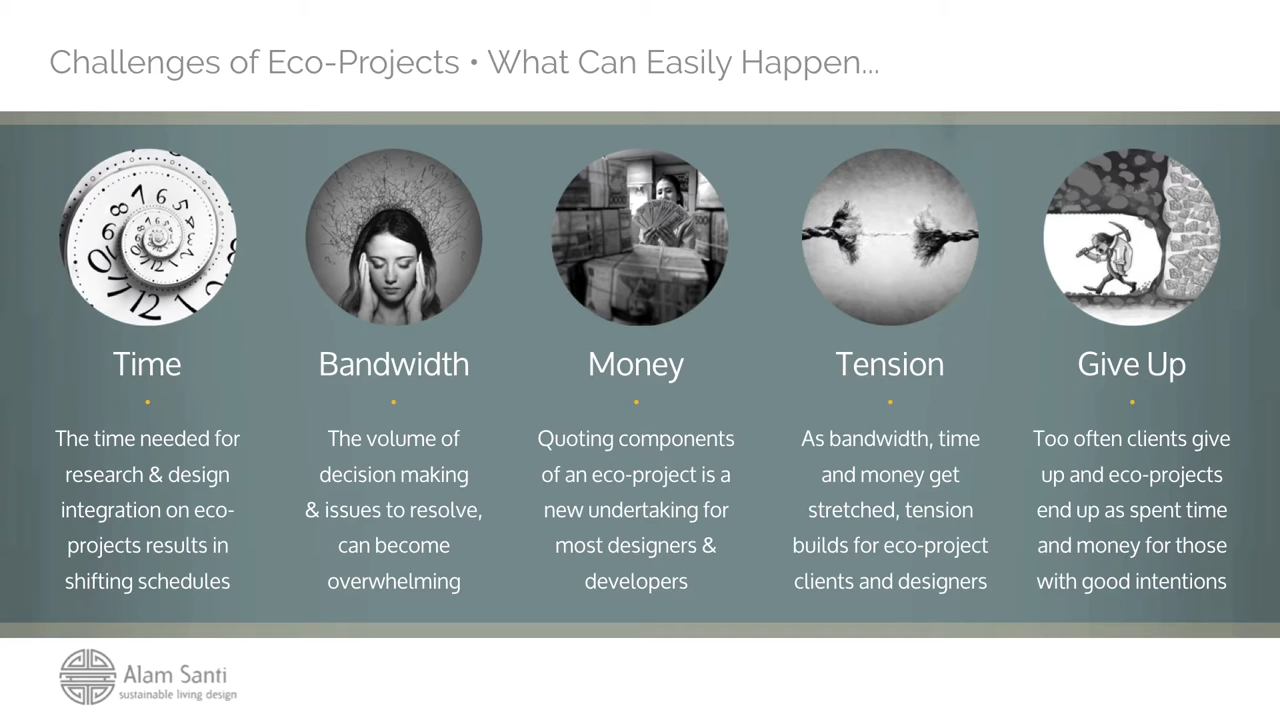 Challenges of Eco-Projects • What Can Easily Happen...
Time
The time needed for
research & design
integration on eco-
projects results in
shifting schedules
Bandwidth
The volume of
decision making
& issues to resolve,
can become
overwhelming
Money
Quoting components
of an eco-project is a
new undertaking for
most designers &
developers
Tension
As bandwidth, time
and money get
stretched, tension
builds for eco-project
clients and designers
Give Up
Too often clients give
up and eco-projects
end up as spent time
and money for those
with good intentions
Alam Santi
sustainable living design